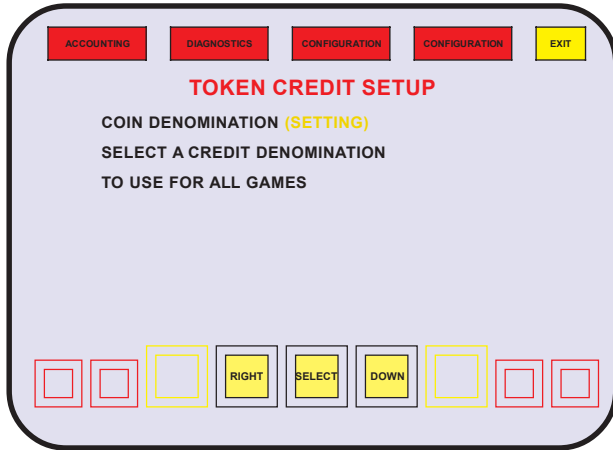 ACCOUNTING DIAGNOSTICS CONFIGURATION CONFIGURATION EXIT
TOKEN CREDIT SETUP
COIN DENOMINATION (SETTING)
SELECT A CREDIT DENOMINATION
TO USE FOR ALL GAMES
RIGHT SELECT DOWN